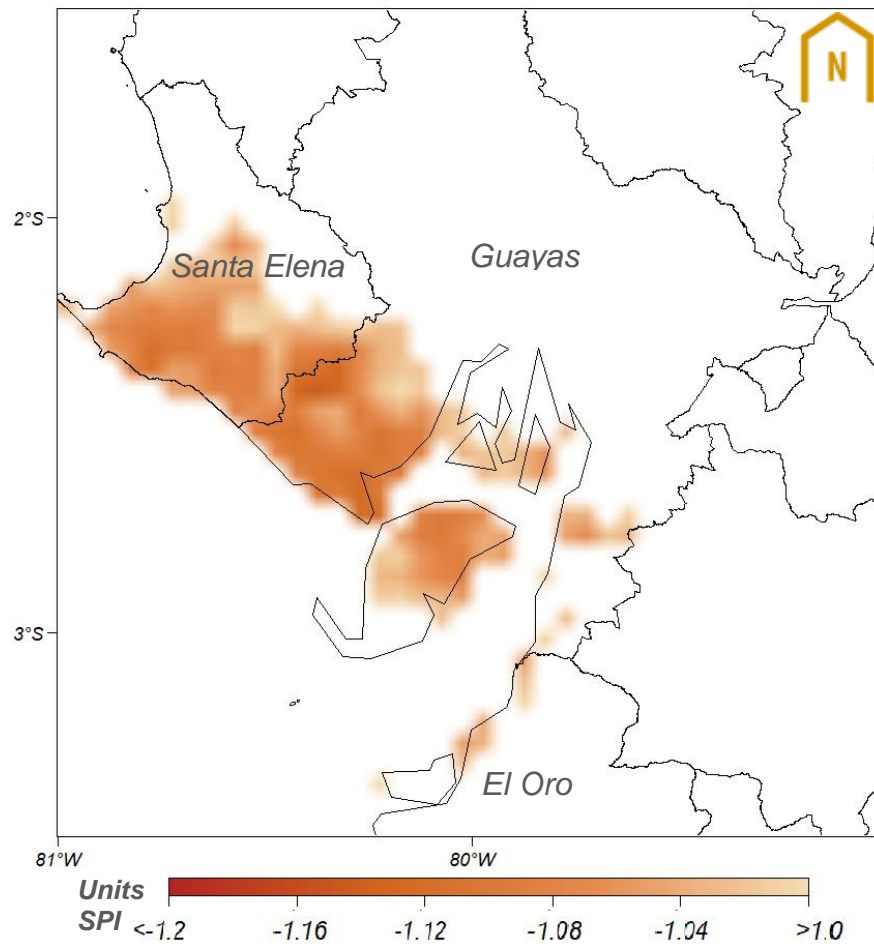 N
2°S
Santa Elena
Guayas
3°S
El Oro
81°W
80°W
Units
SPI
<-1.2 -1.16 -1.12 -1.08 -1.04 >1.0